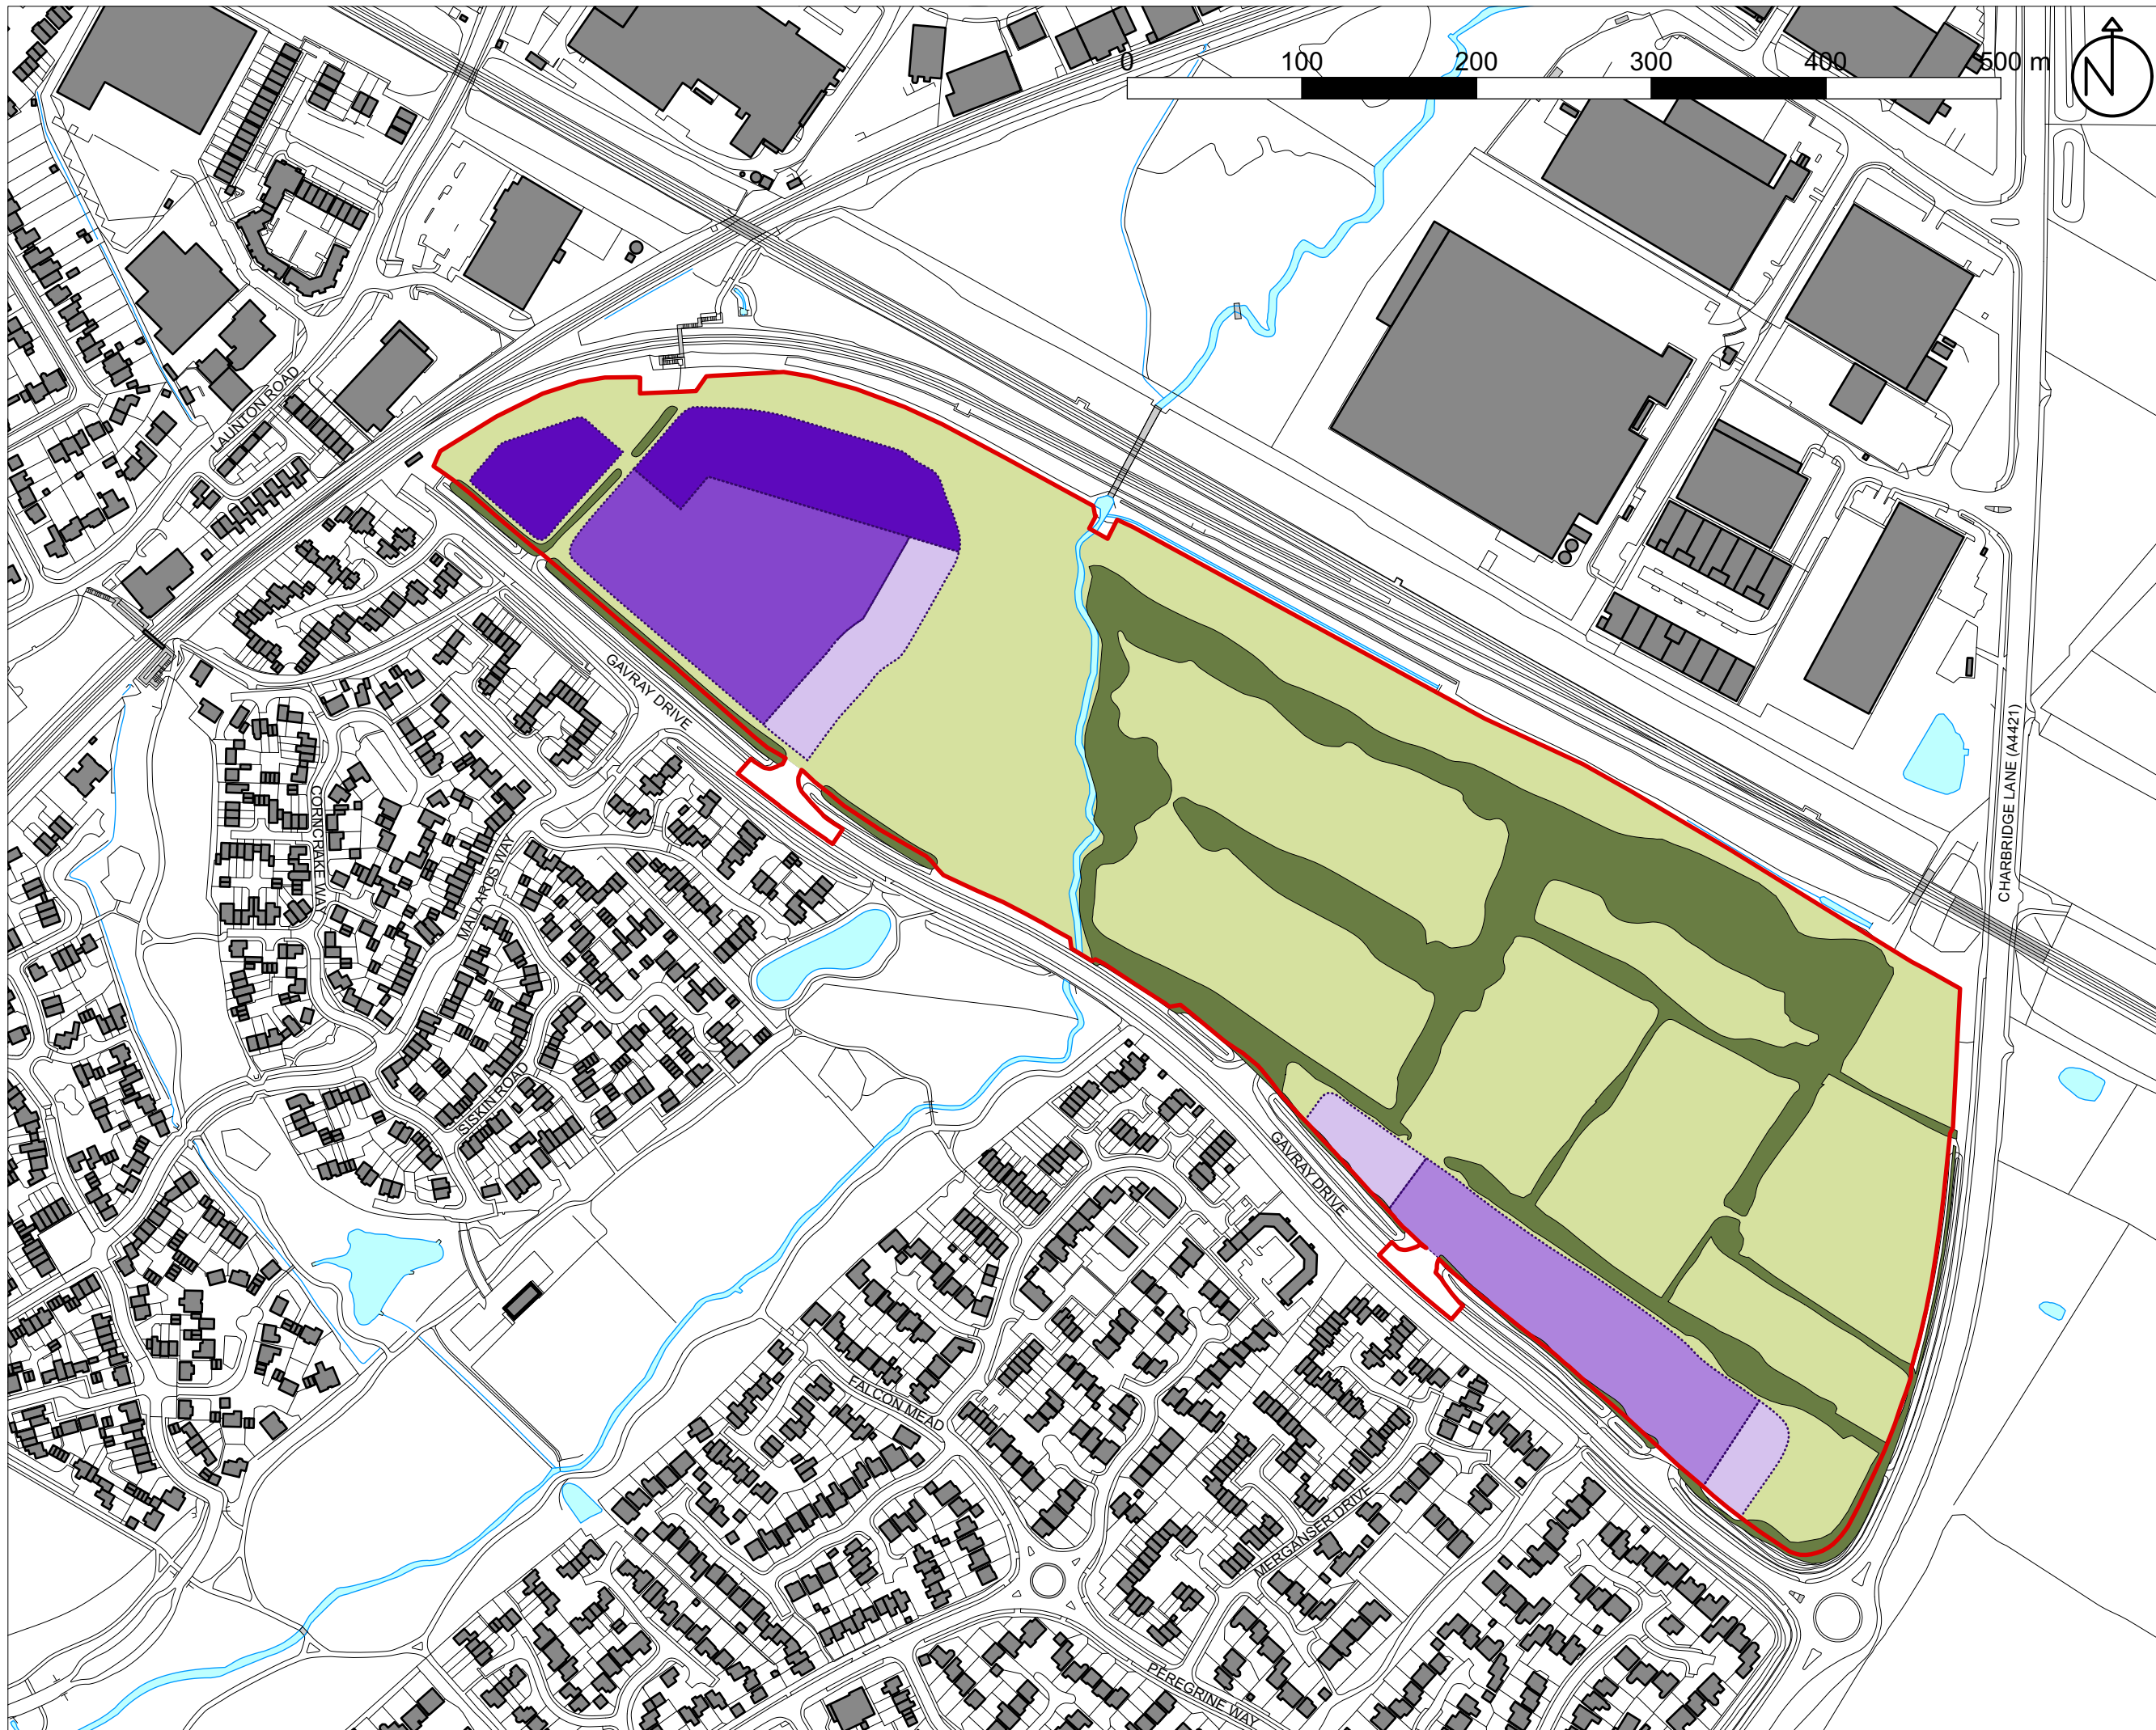 0 100 200 300 400 500 m
N
LAUNTON ROAD
GAVRAY DRIVE
CHARBRIDGE LANE (A4421)
CORNCRAKE WAY
MALLARDS WAY
SISKIN ROAD
GAVRAY DRIVE
FALCON MEAD
MERGANSER DRIVE
PEREGRINE WAY